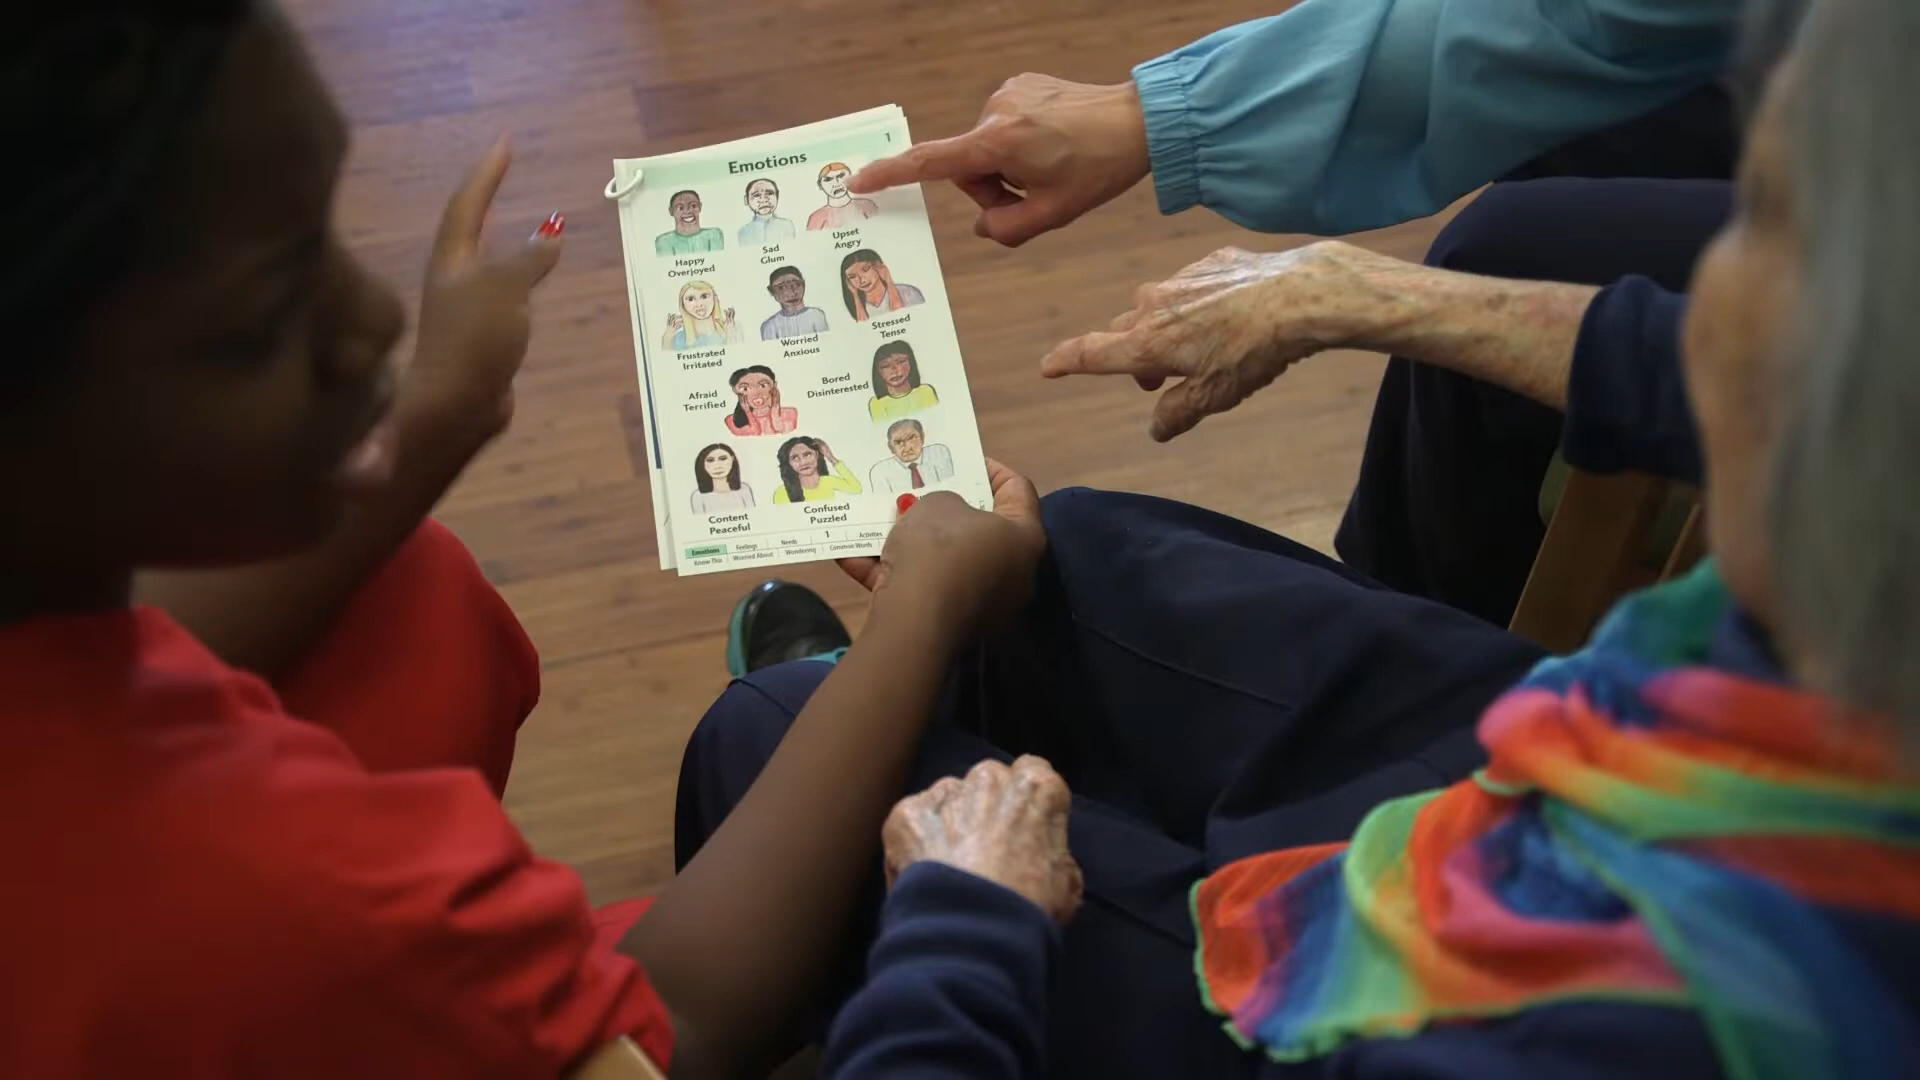 1
Emotions
Happy
Overjoyed
Sad
Glum
Upset
Angry
Frustrated
Irritated
Worried
Anxious
Stressed
Tense
Afraid
Terrified
Bored
Disinterested
Content
Peaceful
Confused
Puzzled
Emotions Feelings Needs 1 Activities
Know This Worried About Wondering Common Words